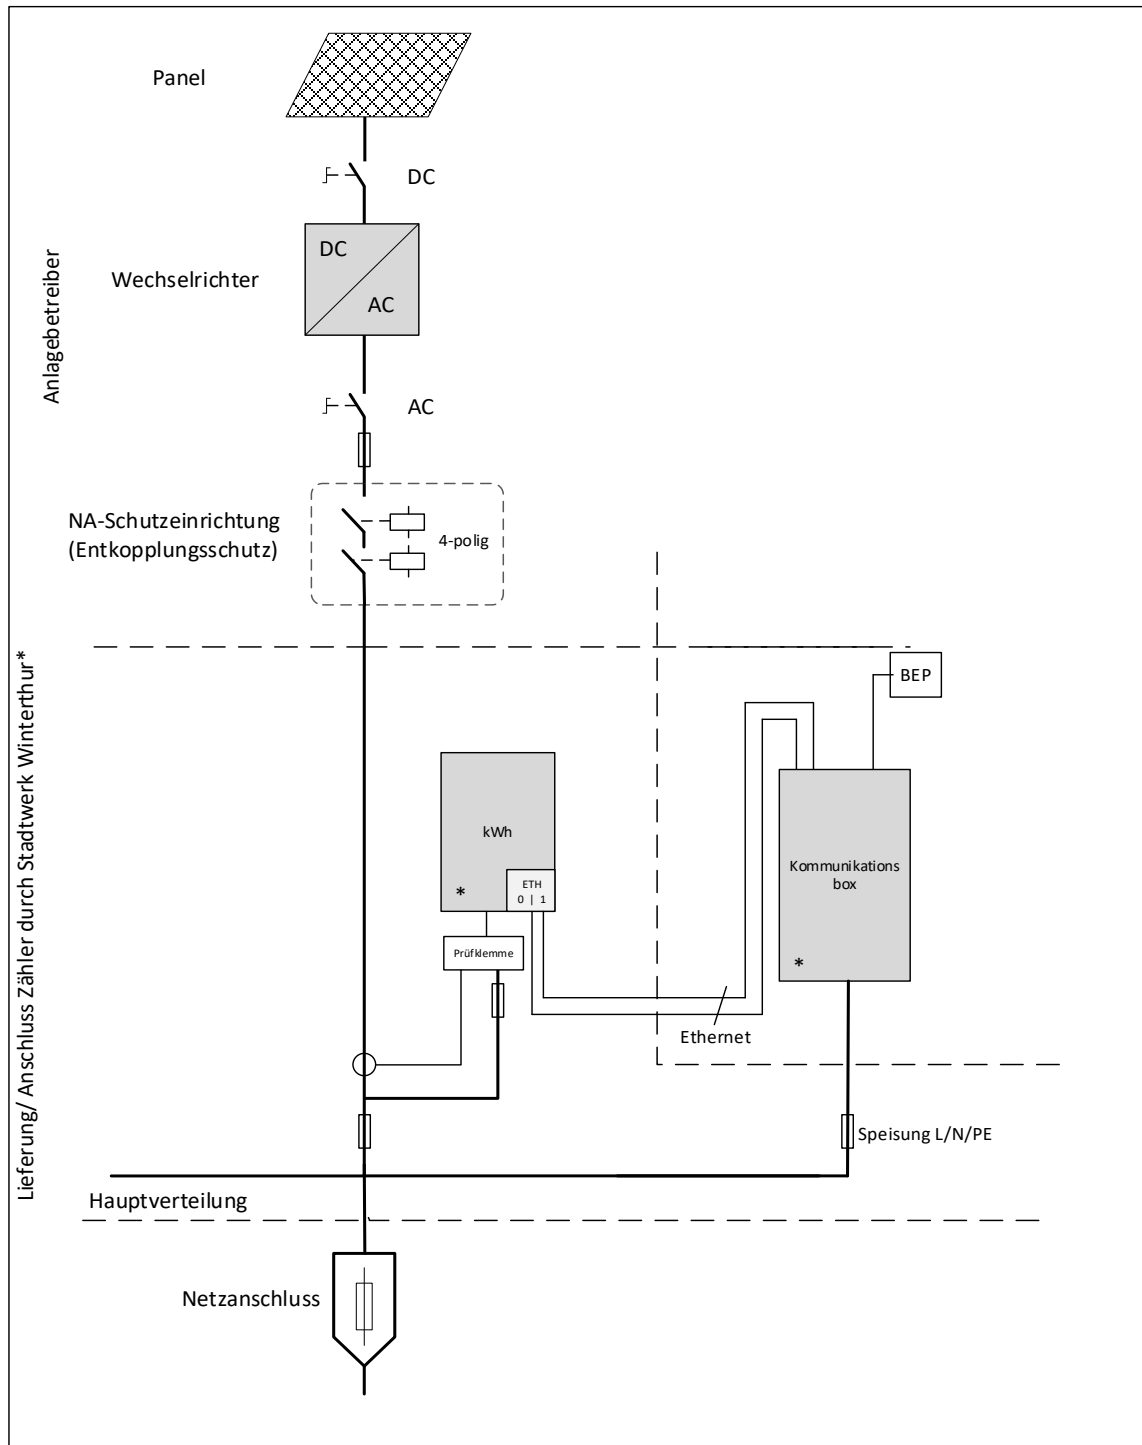 Panel
DC
DC
Wechselrichter
AC
Anlagebetreiber
AC
NA-Schutzeinrichtung
(Entkopplungsschutz)
4-polig
Lieferung/ Anschluss Zähler durch Stadtwerk Winterthur*
BEP
kWh
ETH
0 | 1
*
Kommunikations
box
*
Prüfklemme
Ethernet
Speisung L/N/PE
Hauptverteilung
Netzanschluss